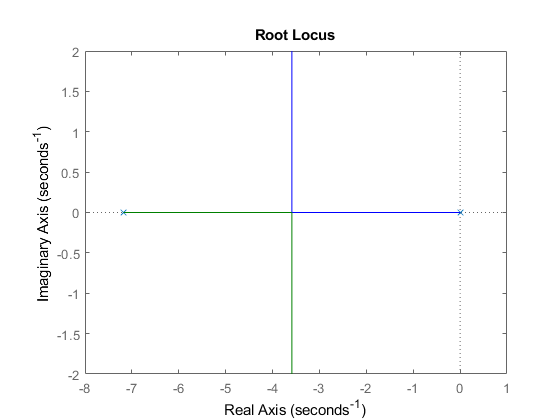 Root Locus
Imaginary Axis (seconds⁻¹)
2
1.5
1
0.5
0
-0.5
-1
-1.5
-2
-8 -7 -6 -5 -4 -3 -2 -1 0 1
Real Axis (seconds⁻¹)